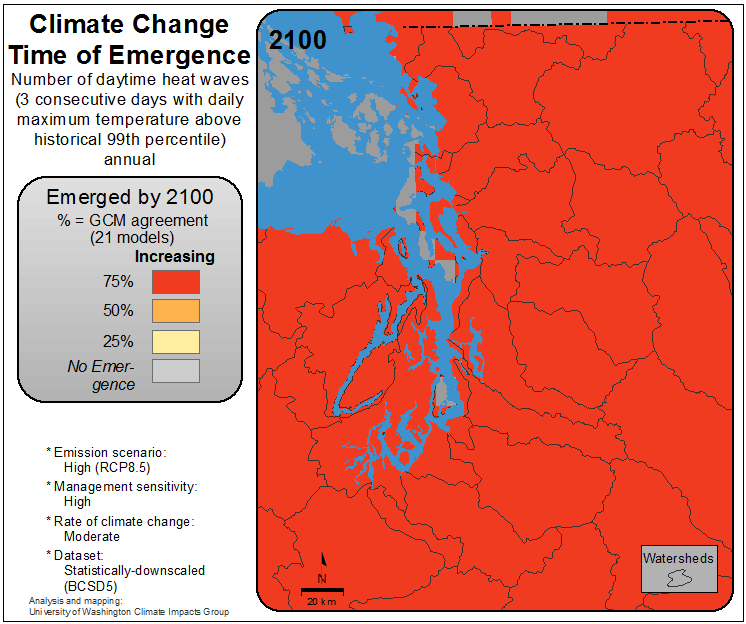 Climate Change
Time of Emergence
Number of daytime heat waves
(3 consecutive days with daily
maximum temperature above
historical 99th percentile)
annual
Emerged by 2100
% = GCM agreement
(21 models)
Increasing
75%
50%
25%
No Emer-
gence
* Emission scenario:
High (RCP8.5)
* Management sensitivity:
High
* Rate of climate change:
Moderate
* Dataset:
Statistically-downscaled
(BCSD5)
Analysis and mapping:
University of Washington Climate Impacts Group
2100
N
20 km
Watersheds